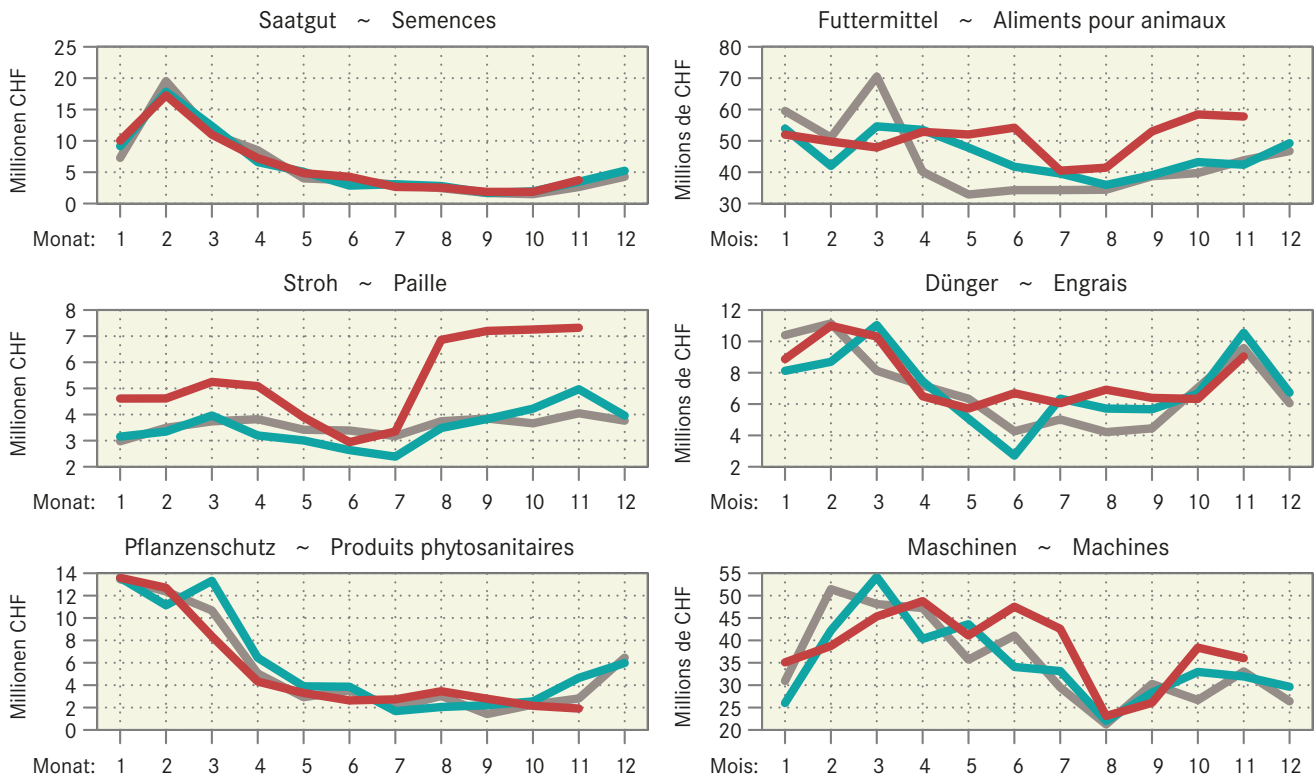 Saatgut ~ Semences
Millionen CHF
25
20
15
10
5
0
Monat: 1 2 3 4 5 6 7 8 9 10 11 12
Futtermittel ~ Aliments pour animaux
Millions de CHF
80
70
60
50
40
30
Mois: 1 2 3 4 5 6 7 8 9 10 11 12
Stroh ~ Paille
Millionen CHF
8
7
6
5
4
3
2
Monat: 1 2 3 4 5 6 7 8 9 10 11 12
Dünger ~ Engrais
Millions de CHF
12
10
8
6
4
2
Mois: 1 2 3 4 5 6 7 8 9 10 11 12
Pflanzenschutz ~ Produits phytosanitaires
Millionen CHF
14
12
10
8
6
4
2
0
Monat: 1 2 3 4 5 6 7 8 9 10 11 12
Maschinen ~ Machines
Millions de CHF
55
50
45
40
35
30
25
20
Mois: 1 2 3 4 5 6 7 8 9 10 11 12